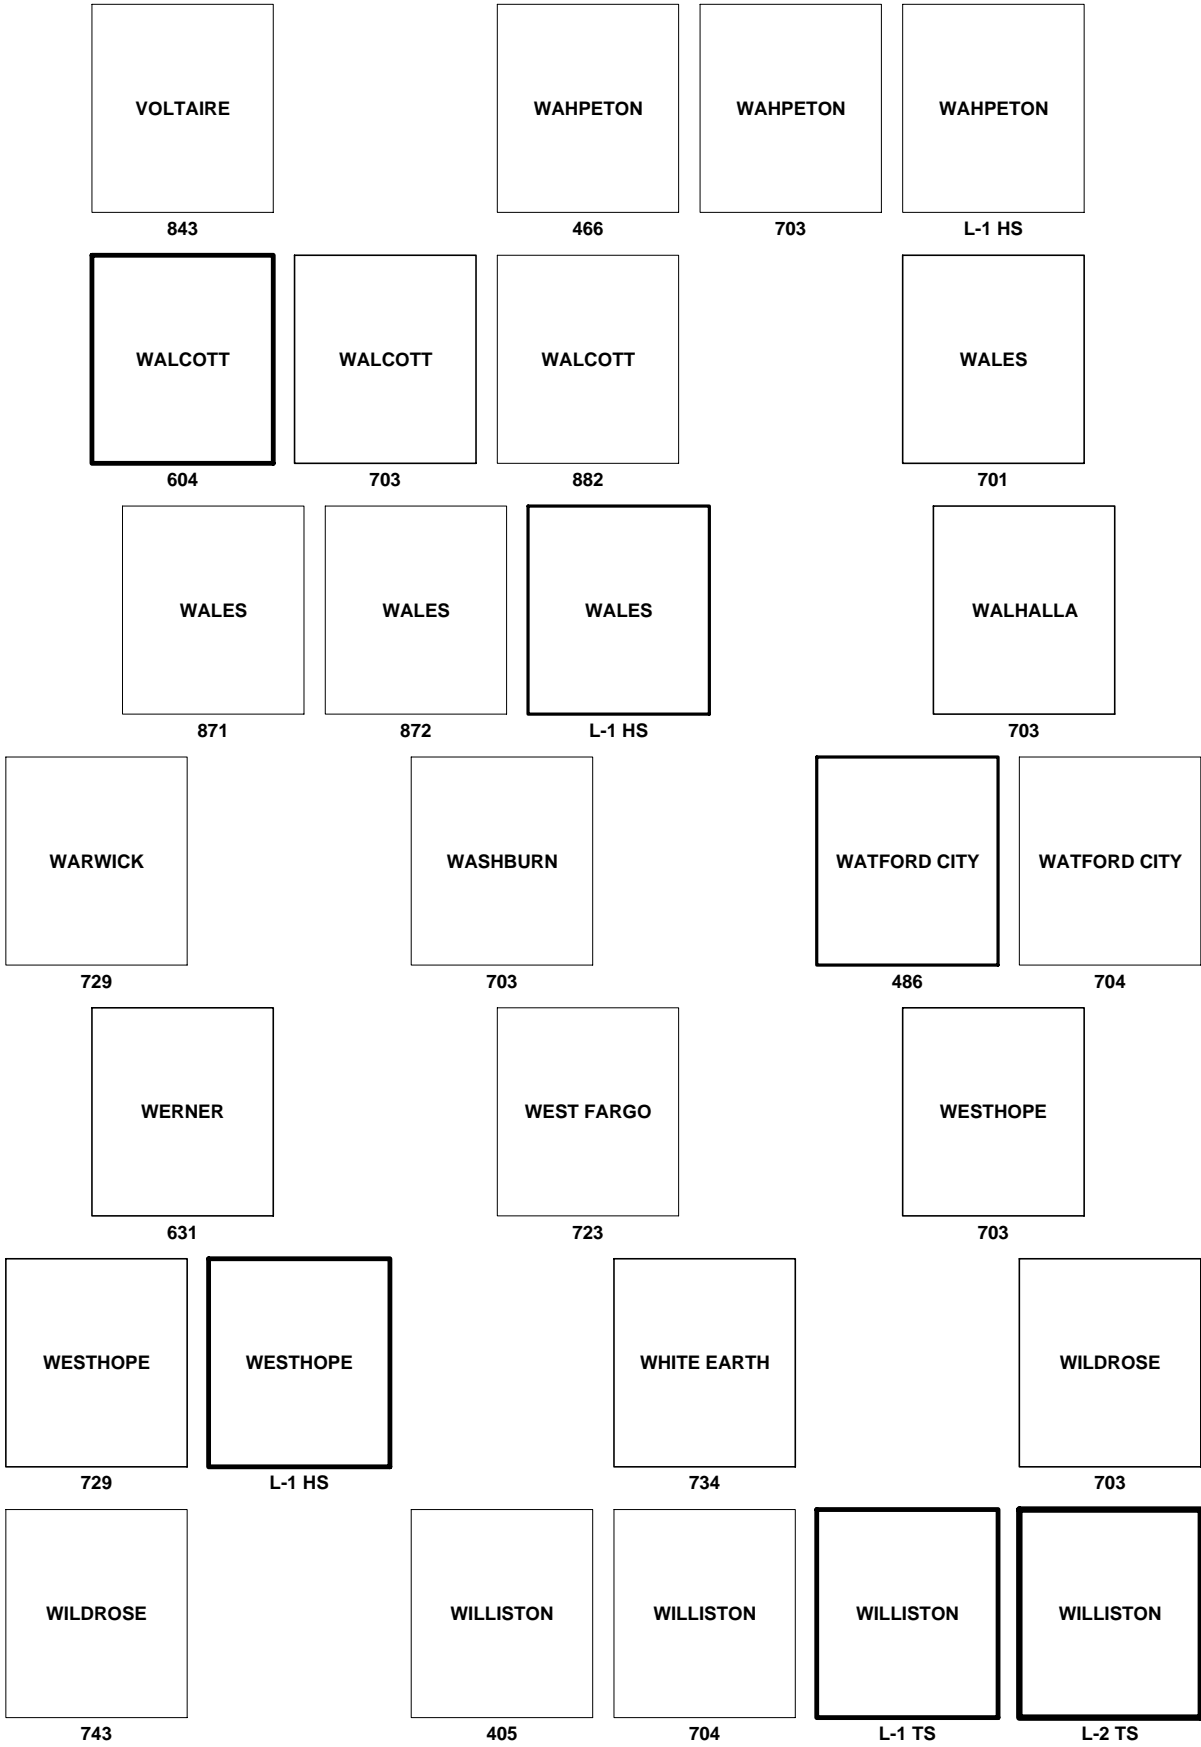 VOLTAIRE WAHPETON WAHPETON WAHPETON
843 466 703 L-1 HS
WALCOTT WALCOTT WALCOTT WALES
604 703 882 701
WALES WALES WALES WALHALLA
871 872 L-1 HS 703
WARWICK WASHBURN WATFORD CITY WATFORD CITY
729 703 486 704
WERNER WEST FARGO WESTHOPE
631 723 703
WESTHOPE WESTHOPE WHITE EARTH WILDROSE
729 L-1 HS 734 703
WILDROSE WILLISTON WILLISTON WILLISTON WILLISTON
743 405 704 L-1 TS L-2 TS